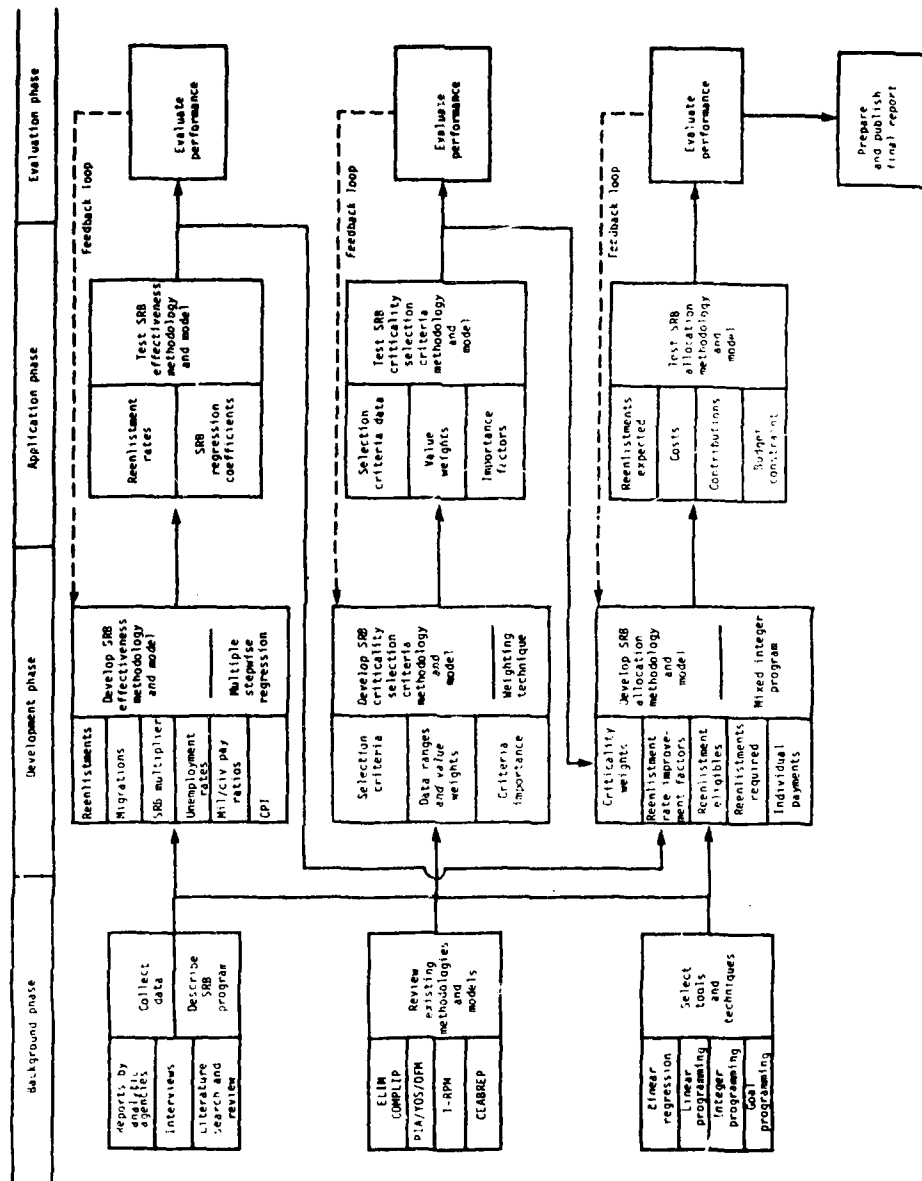 Background phase
Development phase
Application phase
Evaluation phase
Reports by
analytic
agencies
Interviews
Literature
Search and
review
Collect
data
Describe
SRB
program
Reenlistments
Migrations
SRB multiplier
Unemployment
rates
Mil/civ pay
ratios
CPI
Develop SRB
effectiveness
methodology
and model
Multiple
stepwise
regression
Reenlistment
rates
SRB
regression
coefficients
Test SRB
effectiveness
methodology
and model
Feedback loop
Evaluate
performance
ELIM
COMPLIP
PIA/YOS/OFM
I-RPM
CEABREP
Review
existing
methodologies
and models
Selection
criteria
Data ranges
and value
weights
Criteria
importance
Develop SRB
criticality
selection
criteria
methodology
and
model
Weighting
technique
Selection
criteria data
Value
weights
Importance
factors
Test SRB
criticality
selection
criteria
methodology
and
model
Feedback loop
Evaluate
performance
Linear
regression
Linear
programming
Integer
programming
Goal
programming
Select
tools
and
techniques
Criticality
weights
Reenlistment
rate improve-
ment factors
Reenlistment
eligibles
Reenlistments
required
Individual
payments
Develop SRB
allocation
methodology
and
model
Mixed integer
program
Reenlistments
expected
Costs
Contributions
Budget
constraint
Test SRB
allocation
methodology
and
model
Feedback loop
Evaluate
performance
Prepare
and publish
final report